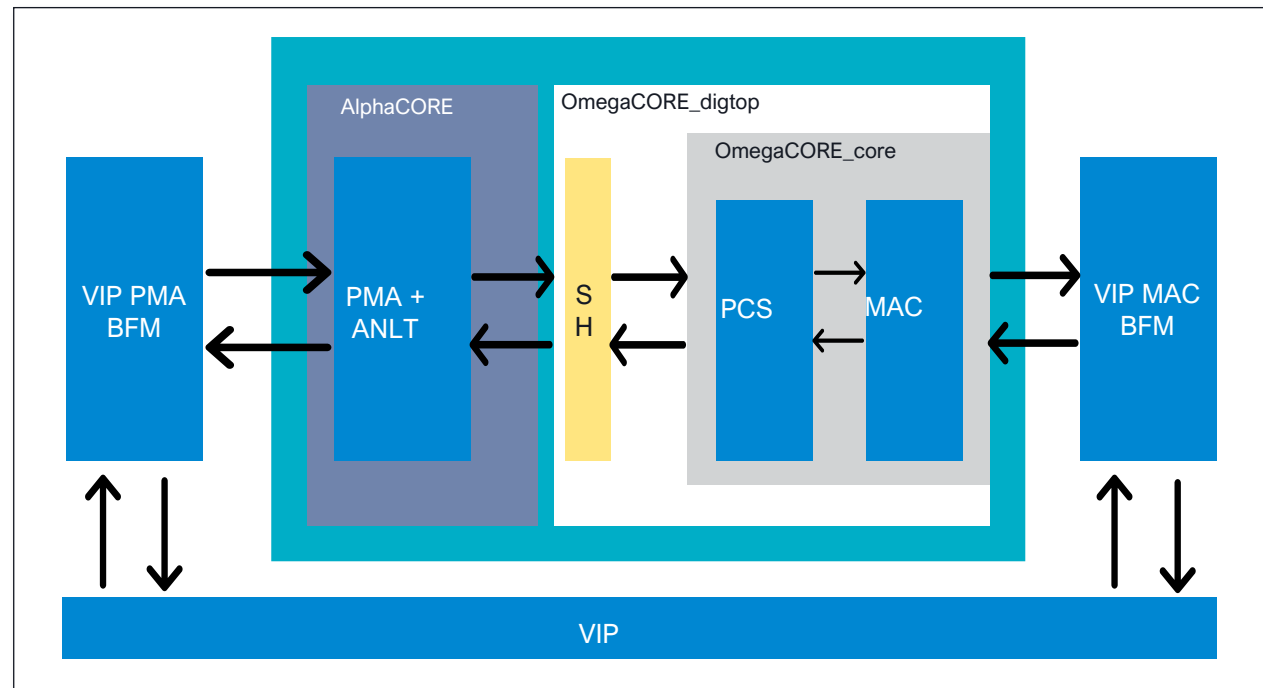 AlphaCORE
OmegaCORE_digtop
OmegaCORE_core
VIP PMA
BFM
PMA +
ANLT
S
H
PCS
MAC
VIP MAC
BFM
VIP